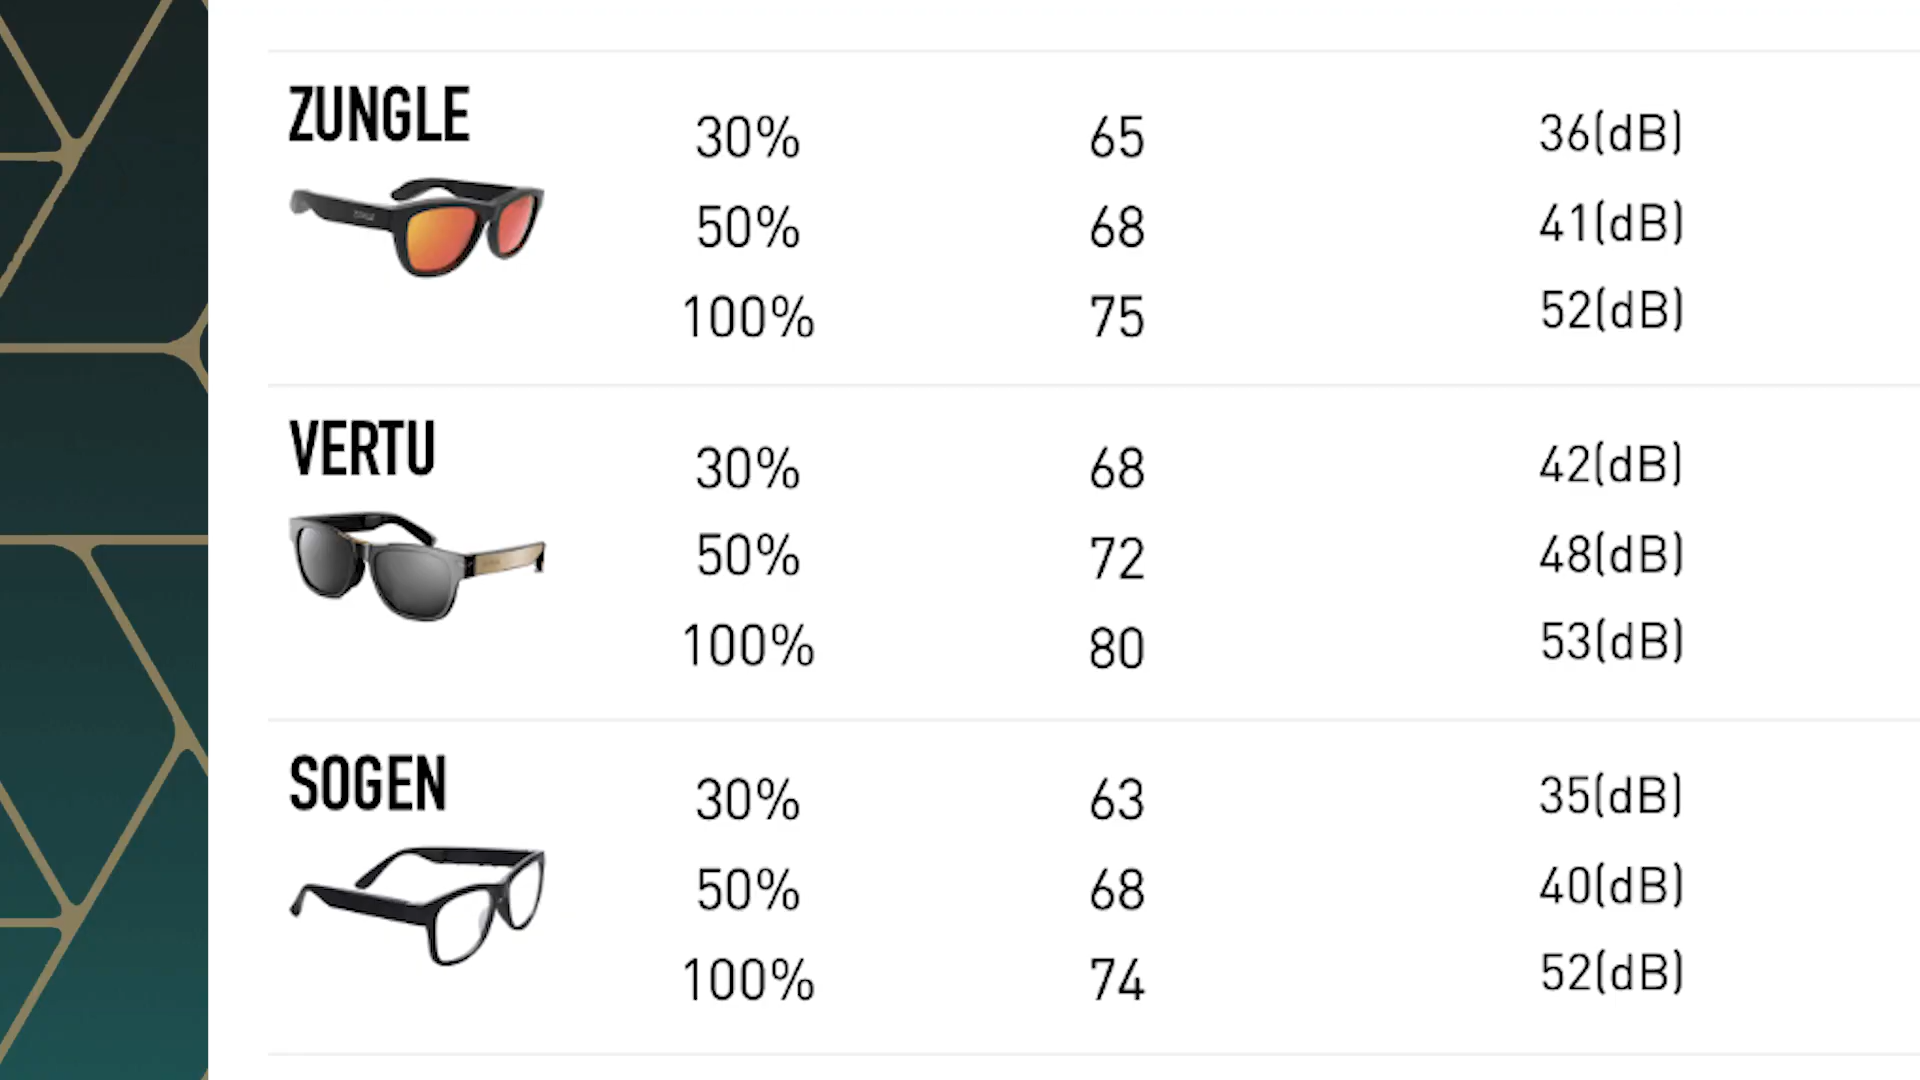 ZUNGLE
30% 65 36(dB)
50% 68 41(dB)
100% 75 52(dB)
VERTU
30% 68 42(dB)
50% 72 48(dB)
100% 80 53(dB)
SOGEN
30% 63 35(dB)
50% 68 40(dB)
100% 74 52(dB)